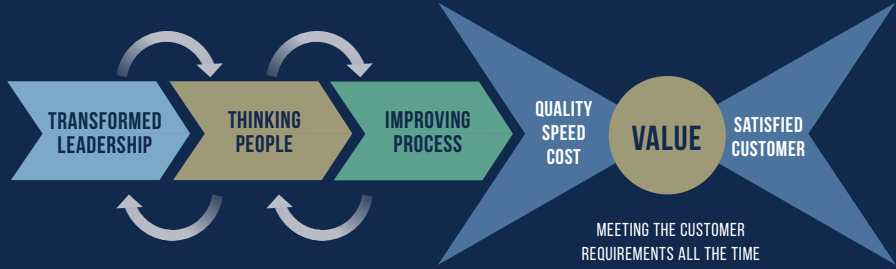 TRANSFORMED
LEADERSHIP
THINKING
PEOPLE
IMPROVING
PROCESS
QUALITY
SPEED
COST
VALUE
SATISFIED
CUSTOMER
MEETING THE CUSTOMER
REQUIREMENTS ALL THE TIME